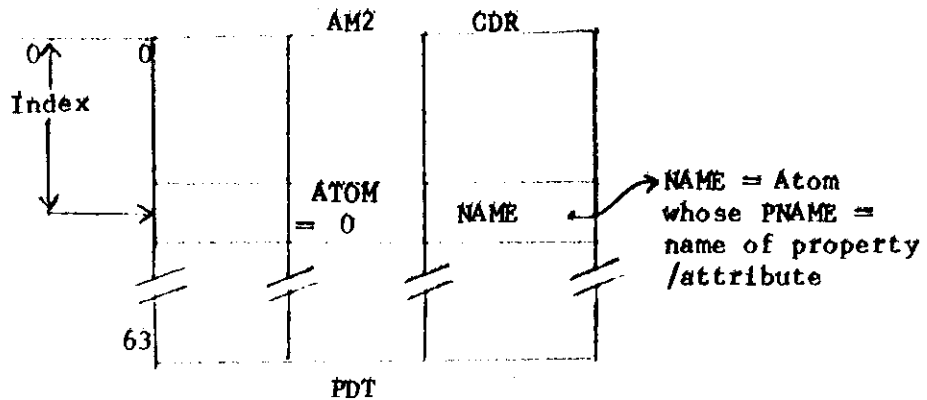 AM2 CDR
0 0
Index
ATOM
= 0
NAME
NAME = Atom
whose PNAME =
name of property
/attribute
63
PDT